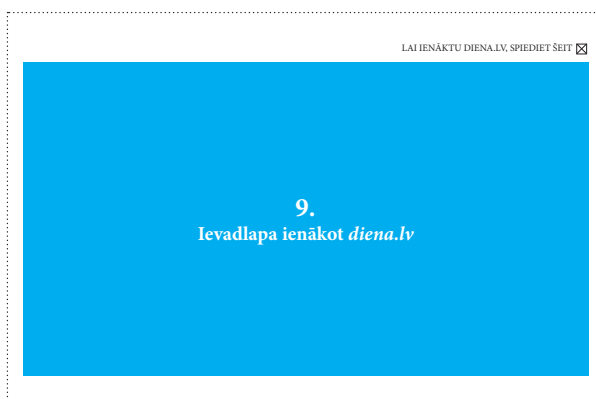 LAI IENĀKTU DIENA.LV, SPIEDIET ŠEIT
9.
Ievadlapa ienākot diena.lv